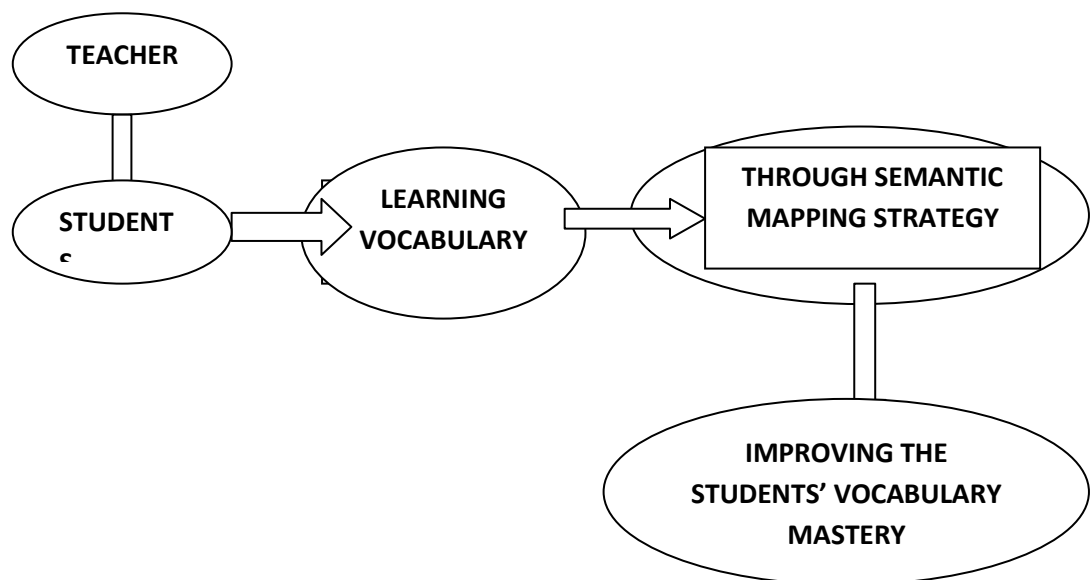 TEACHER
STUDENT
S
LEARNING
VOCABULARY
THROUGH SEMANTIC
MAPPING STRATEGY
IMPROVING THE
STUDENTS’ VOCABULARY
MASTERY